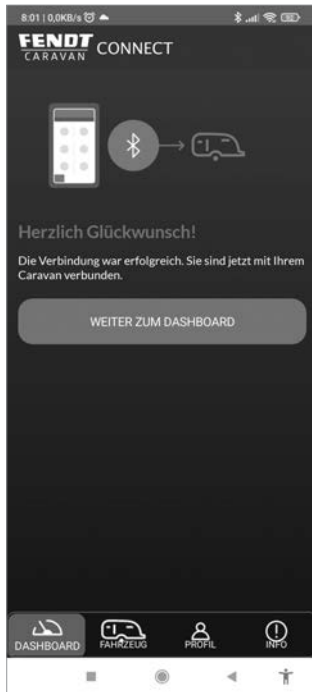 8:01 | 0,0KB/s
FENDT CONNECT
CARAVAN
Herzlich Glückwunsch!
Die Verbindung war erfolgreich. Sie sind jetzt mit Ihrem
Caravan verbunden.
WEITER ZUM DASHBOARD
DASHBOARD FAHRZEUG PROFIL INFO